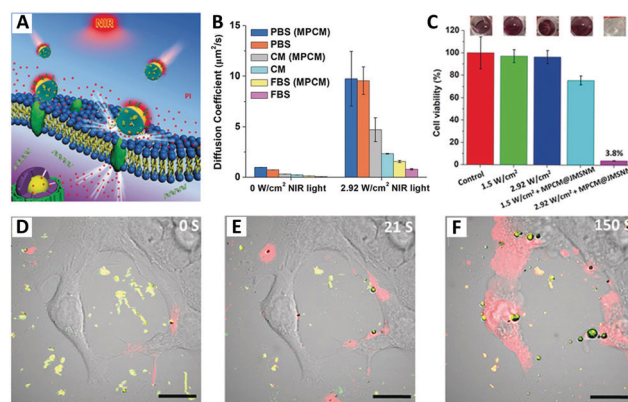 A
NIR
PI
B
Diffusion Coefficient (μm²/s)
15
10
5
0
PBS (MPCM)
PBS
CM (MPCM)
CM
FBS (MPCM)
FBS
0 W/cm² NIR light
2.92 W/cm² NIR light
C
Cell viability (%)
120
100
80
60
40
20
0
3.8%
Control
1.5 W/cm²
2.92 W/cm²
1.5 W/cm² + MPCM@JMSNM
2.92 W/cm² + MPCM@JMSNM
D
0 S
E
21 S
F
150 S